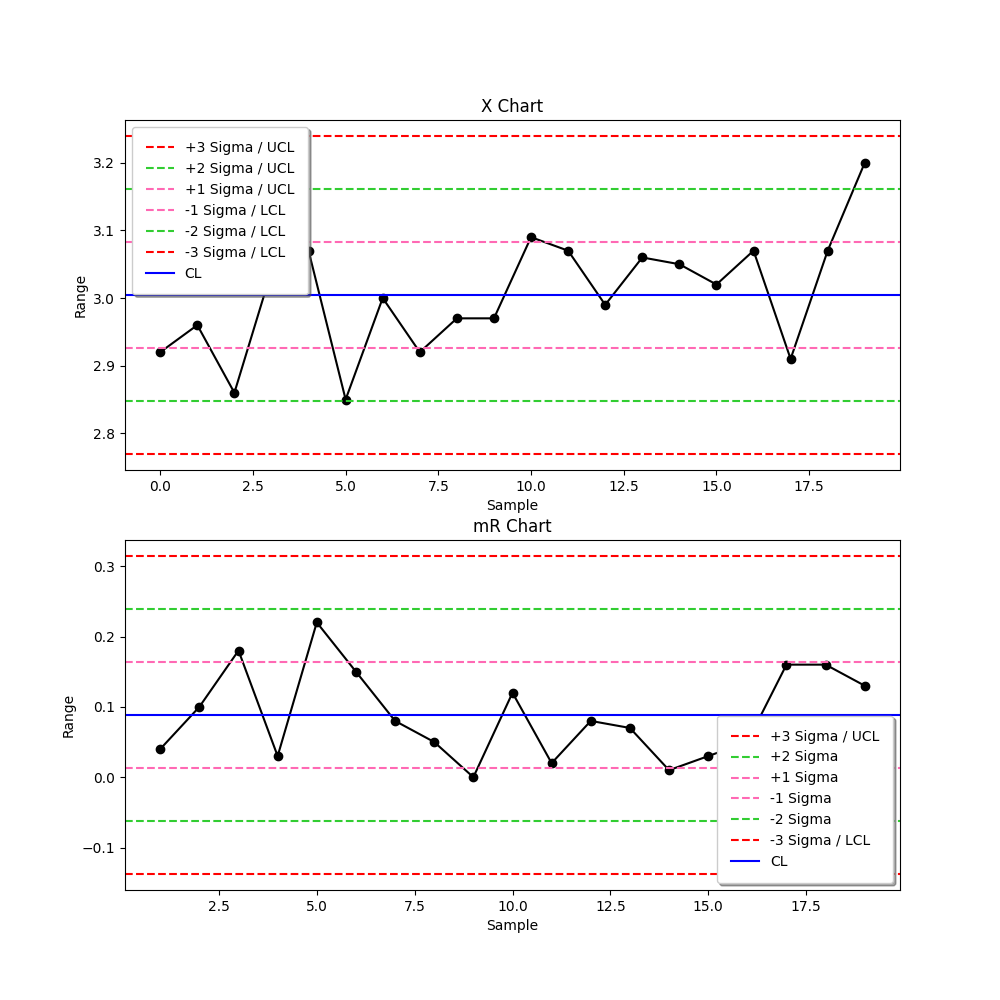 X Chart
+3 Sigma / UCL
+2 Sigma / UCL
+1 Sigma / UCL
-1 Sigma / LCL
-2 Sigma / LCL
-3 Sigma / LCL
CL
Range
3.2
3.1
3.0
2.9
2.8
0.0 2.5 5.0 7.5 10.0 12.5 15.0 17.5
Sample
mR Chart
Range
0.3
0.2
0.1
0.0
−0.1
+3 Sigma / UCL
+2 Sigma
+1 Sigma
-1 Sigma
-2 Sigma
-3 Sigma / LCL
CL
2.5 5.0 7.5 10.0 12.5 15.0 17.5
Sample